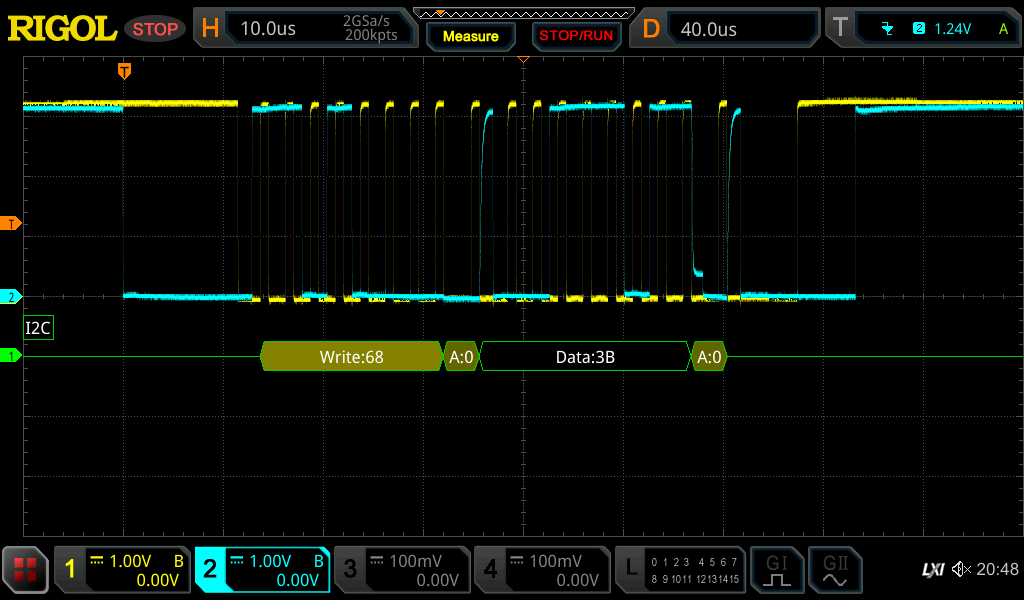 RIGOL STOP H 10.0us 2GSa/s 200kpts Measure STOP/RUN D 40.0us T 2 1.24V A
T
T
2
I2C
1 Write:68 A:0 Data:3B A:0
1 1.00V B 0.00V 2 1.00V B 0.00V 3 100mV 0.00V 4 100mV 0.00V L 0 1 2 3 4 5 6 7 8 9 10 11 12 13 14 15 GI GII LXI 20:48